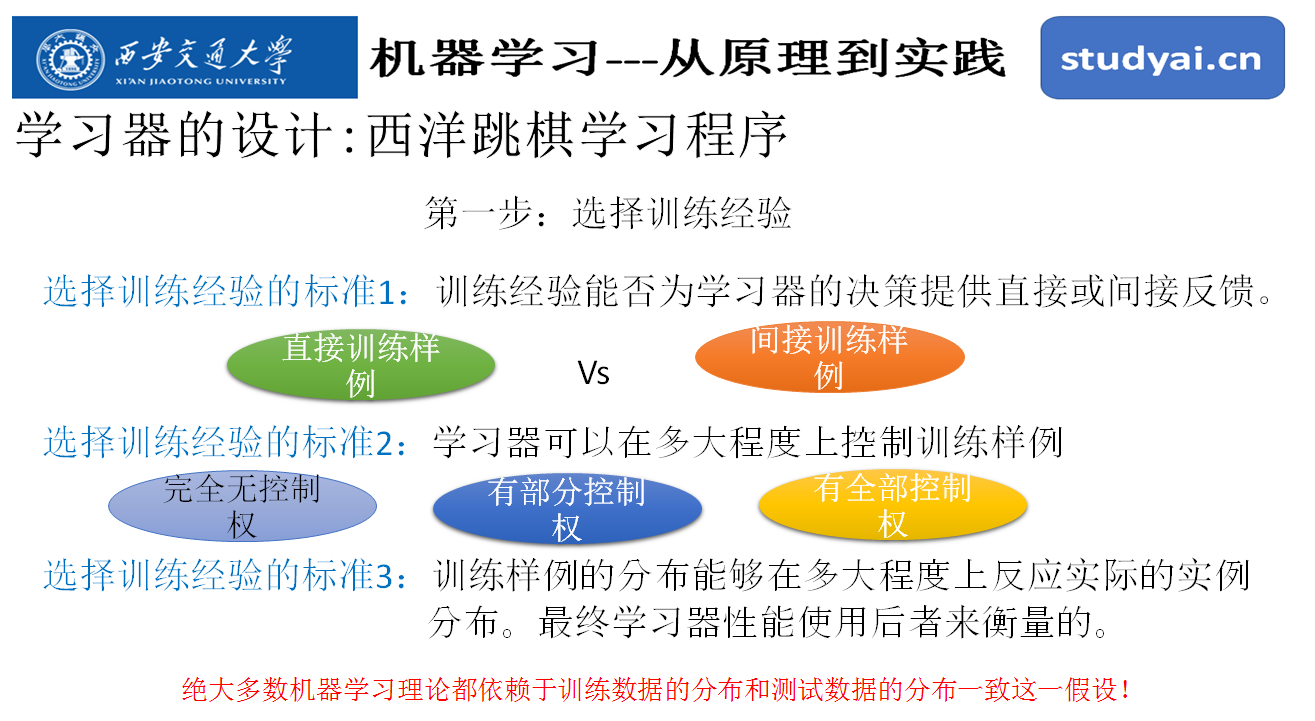 西安交通大學
XI'AN JIAOTONG UNIVERSITY
机器学习---从原理到实践
studyai.cn
学习器的设计:西洋跳棋学习程序
第一步：选择训练经验
选择训练经验的标准1：训练经验能否为学习器的决策提供直接或间接反馈。
直接训练样
例
Vs
间接训练样
例
选择训练经验的标准2：学习器可以在多大程度上控制训练样例
完全无控制
权
有部分控制
权
有全部控制
权
选择训练经验的标准3：训练样例的分布能够在多大程度上反应实际的实例
分布。最终学习器性能使用后者来衡量的。
绝大多数机器学习理论都依赖于训练数据的分布和测试数据的分布一致这一假设！